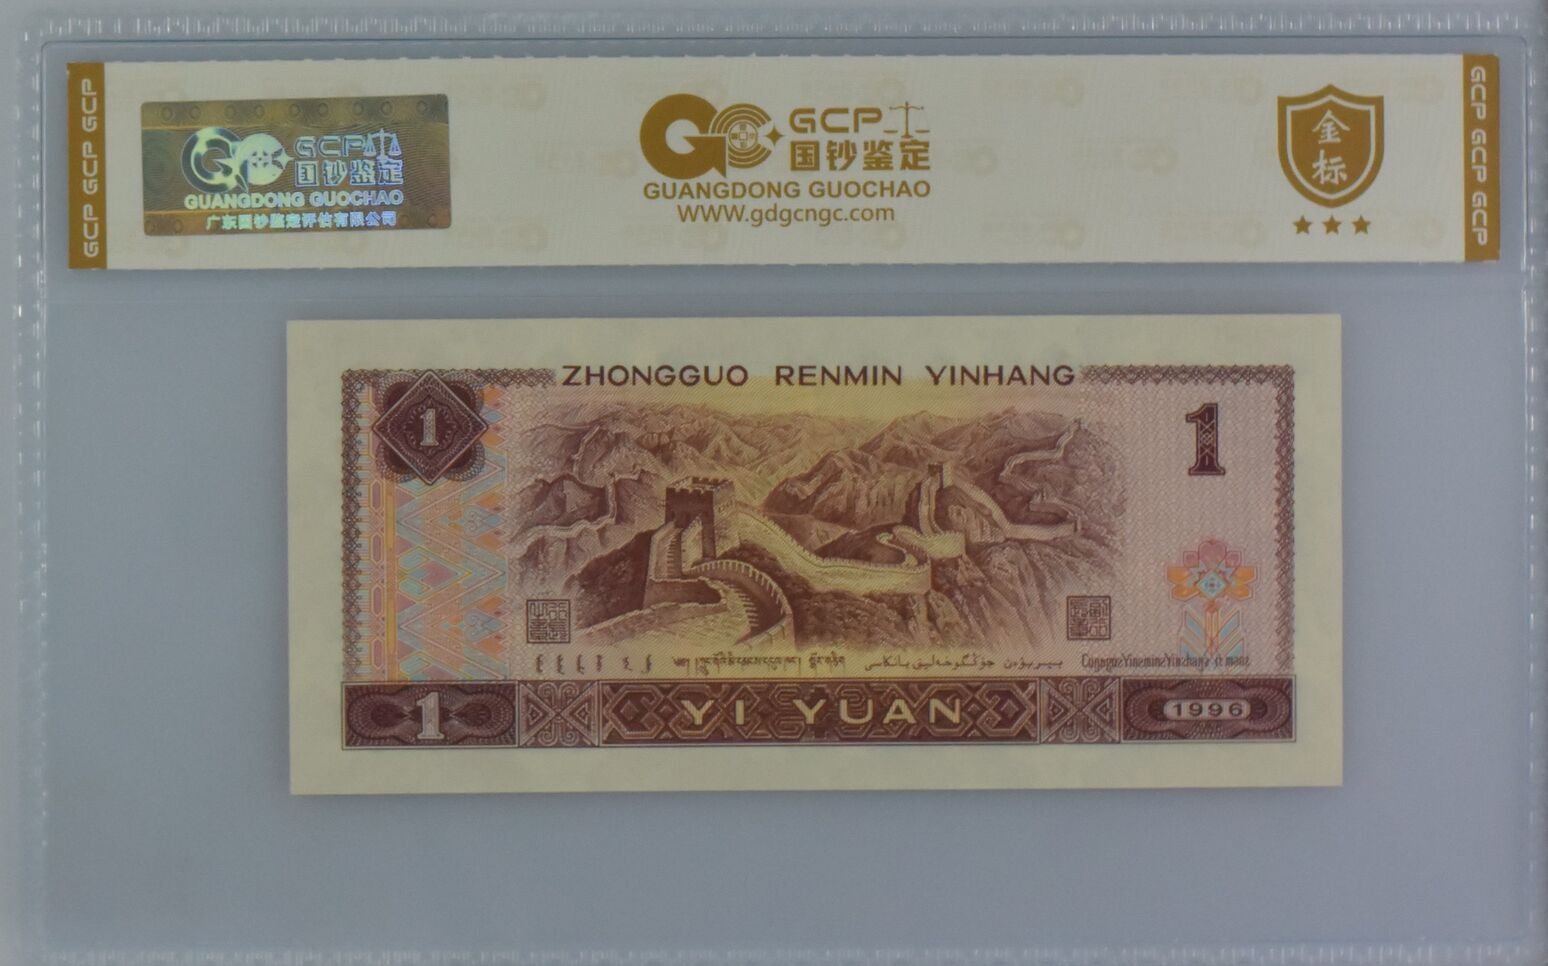 GCP GCP GCP
GCP 国钞鉴定
GUANGDONG GUOCHAO
广东国钞鉴定评估有限公司
GCP
国钞鉴定
GUANGDONG GUOCHAO
WWW.gdgcngc.com
金标
GCP GCP GCP
ZHONGGUO RENMIN YINHANG
1
1
1
YI YUAN
1996